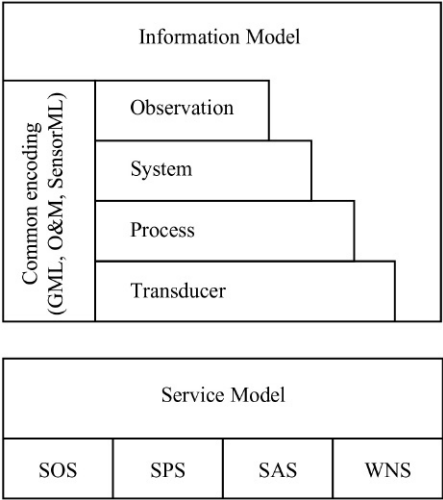 Information Model
Common encoding
(GML, O&M, SensorML)
Observation
System
Process
Transducer
Service Model
SOS
SPS
SAS
WNS